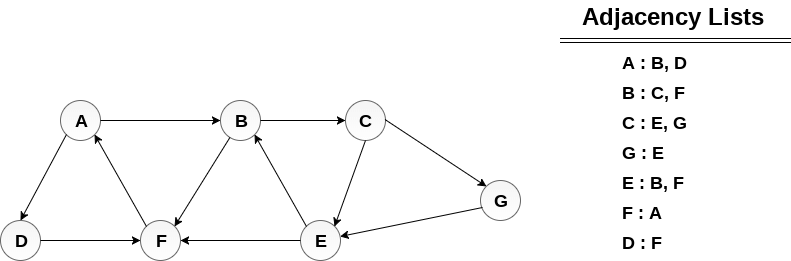 Adjacency Lists
A : B, D
B : C, F
C : E, G
G : E
E : B, F
F : A
D : F
A B C
G
D F E